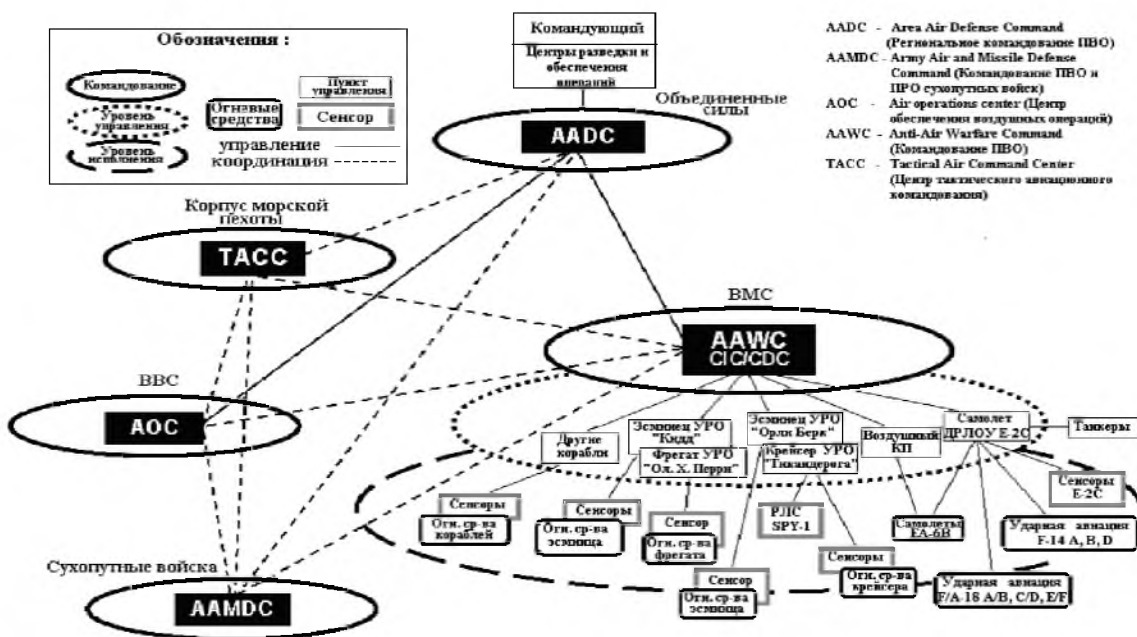 Обозначения :
Командование
Пункт
управления
Уровень
управления
Огневые
средства
Сенсор
Уровень
исполнения
управление
координация
Командующий
Центры разведки и
обеспечения
операций
Объединенные
силы
AADC
AADC - Area Air Defense Command
(Региональное командование ПВО)
AAMDC - Army Air and Missile Defense
Command (Командование ПВО и
ПРО сухопутных войск)
AOC - Air operations center (Центр
обеспечения воздушных операций)
AAWC - Anti-Air Warfare Command
(Командование ПВО)
TACC - Tactical Air Command Center
(Центр тактического авиационного
командования)
Корпус морской
пехоты
TACC
ВМС
AAWC
CIC/CDC
ВВС
AOC
Другие
корабли
Эсминец УРО
"Кидд"
Фрегат УРО
"Ол. Х. Перри"
Эсминец УРО
"Орли Берк"
Крейсер УРО
"Тикандерога"
Воздушный
КП
Самолет
ДРЛОУ E-2C
Танкеры
Сенсоры
Огн. ср-ва
кораблей
Сенсоры
Огн. ср-ва
эсминца
Сенсор
Огн. ср-ва
фрегата
РЛС
SPY-1
Самолеты
EA-6B
Сенсоры
E-2C
Ударная авиация
F-14 A, B, D
Сенсор
Огн. ср-ва
эсминца
Сенсоры
Огн. ср-ва
крейсера
Ударная авиация
F/A-18 A/B, C/D, E/F
Сухопутные войска
AAMDC